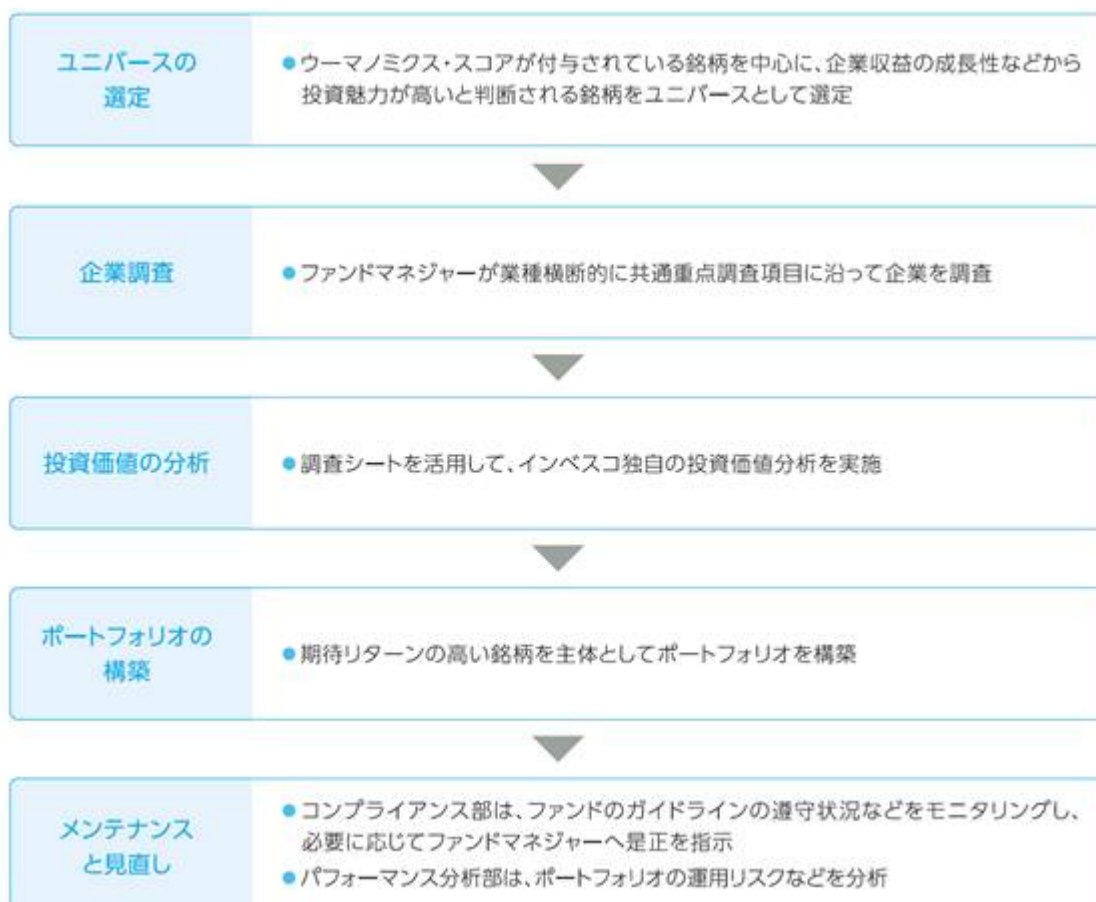 ユニバースの
選定
●ウーマノミクス・スコアが付与されている銘柄を中心に、企業収益の成長性などから
投資魅力が高いと判断される銘柄をユニバースとして選定
企業調査
●ファンドマネジャーが業種横断的に共通重点調査項目に沿って企業を調査
投資価値の分析
●調査シートを活用して、インベスコ独自の投資価値分析を実施
ポートフォリオの
構築
●期待リターンの高い銘柄を主体としてポートフォリオを構築
メンテナンス
と見直し
●コンプライアンス部は、ファンドのガイドラインの遵守状況などをモニタリングし、
必要に応じてファンドマネジャーへ是正を指示
●パフォーマンス分析部は、ポートフォリオの運用リスクなどを分析